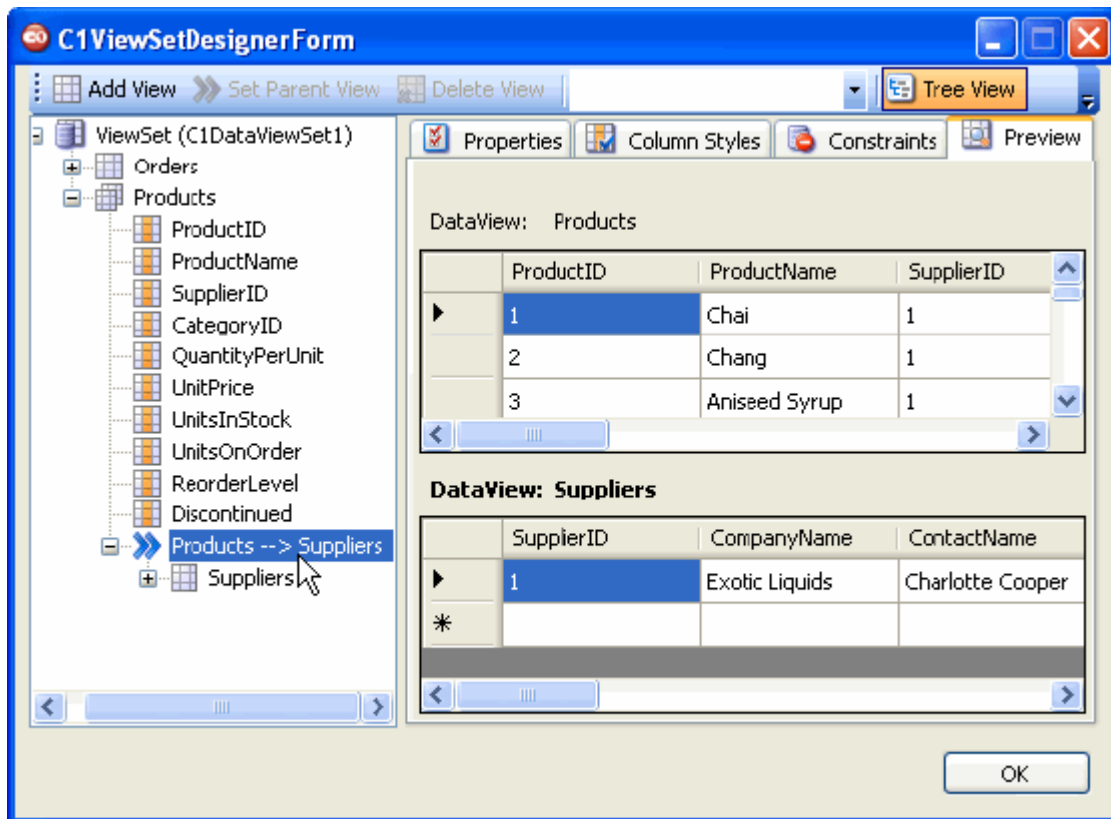 C1ViewSetDesignerForm
Add View Set Parent View Delete View Tree View
ViewSet (C1DataViewSet1)
Orders
Products
ProductID
ProductName
SupplierID
CategoryID
QuantityPerUnit
UnitPrice
UnitsInStock
UnitsOnOrder
ReorderLevel
Discontinued
Products --> Suppliers
Suppliers
Properties Column Styles Constraints Preview
DataView: Products
ProductID ProductName SupplierID
1 Chai 1
2 Chang 1
3 Aniseed Syrup 1
DataView: Suppliers
SupplierID CompanyName ContactName
1 Exotic Liquids Charlotte Cooper
OK